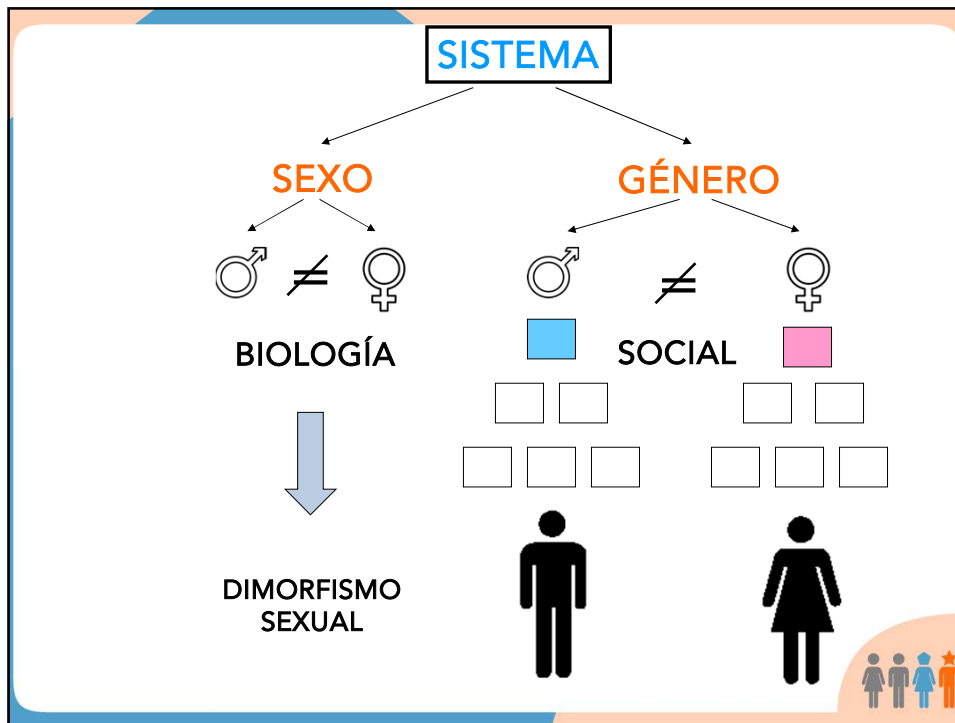 SISTEMA
SEXO
GÉNERO
≠
≠
BIOLOGÍA
SOCIAL
DIMORFISMO
SEXUAL